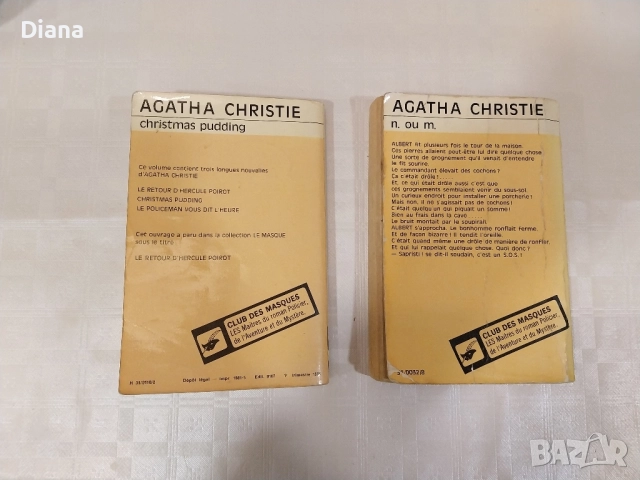 Diana
AGATHA CHRISTIE
christmas pudding
Ce volume contient trois longues nouvelles
d'AGATHA CHRISTIE
LE RETOUR D'HERCULE POIROT
CHRISTMAS PUDDING
LE POLICEMAN VOUS DIT L'HEURE
Cet ouvrage a paru dans la collection LE MASQUE
sous le titre
LE RETOUR D'HERCULE POIROT
CLUB DES MASQUES
LES Maîtres du roman Policier,
de l'Aventure et du Mystère.
Dépôt légal
AGATHA CHRISTIE
n. ou m.
ALBERT fit plusieurs fois le tour de la maison.
Ces pierres allaient peut-être lui dire quelque chose.
Une sorte de grognement qu'il venait d'entendre
le fit sourire.
Le commandant élevait des cochons ?
Ça c'était drôle !
Et, ce qui était drôle aussi c'est que
ces grognements semblaient venir du sous-sol.
Un curieux endroit pour installer une porcherie !
Mais non. Il ne s'agissait pas de cochons !
C'était quelqu'un qui piquait un somme !
Bien au frais dans la cave.
Le bruit montait par le soupirail.
ALBERT s'approcha. Le bonhomme ronflait ferme.
Et de façon bizarre ! Il tendit l'oreille.
C'était quand même une drôle de manière de ronfler.
Et qui lui rappelait quelque chose. Quoi donc ?
— Sapristi ! se dit-il soudain, c'est un S.O.S. !
CLUB DES MASQUES
LES Maîtres du roman Policier,
de l'Aventure et du Mystère.
BAZAR